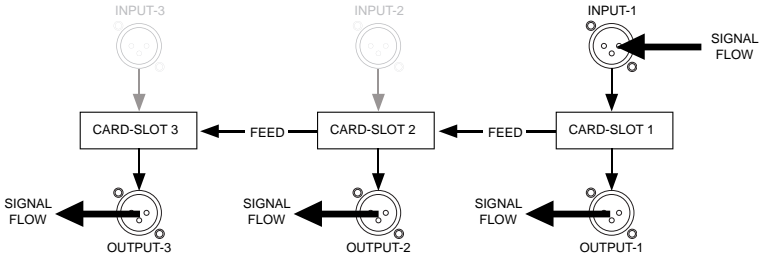 INPUT-3
INPUT-2
INPUT-1
SIGNAL
FLOW
CARD-SLOT 3
FEED
CARD-SLOT 2
FEED
CARD-SLOT 1
SIGNAL
FLOW
SIGNAL
FLOW
SIGNAL
FLOW
OUTPUT-3
OUTPUT-2
OUTPUT-1